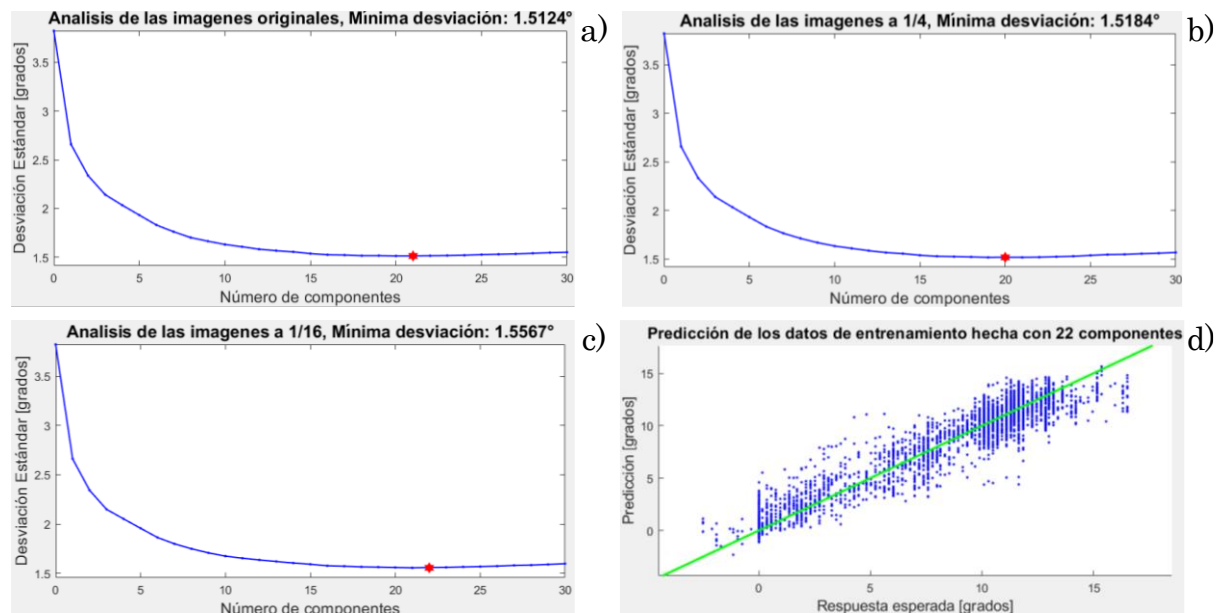 Analisis de las imagenes originales, Mínima desviación: 1.5124°
a)
Desviación Estándar [grados]
3.5
3
2.5
2
1.5
0 5 10 15 20 25 30
Número de componentes
Analisis de las imagenes a 1/4, Mínima desviación: 1.5184°
b)
Desviación Estándar [grados]
3.5
3
2.5
2
1.5
0 5 10 15 20 25 30
Número de componentes
Analisis de las imagenes a 1/16, Mínima desviación: 1.5567°
c)
Desviación Estándar [grados]
3.5
3
2.5
2
1.5
0 5 10 15 20 25 30
Número de componentes
Predicción de los datos de entrenamiento hecha con 22 componentes
d)
Predicción [grados]
15
10
5
0
0 5 10 15
Respuesta esperada [grados]